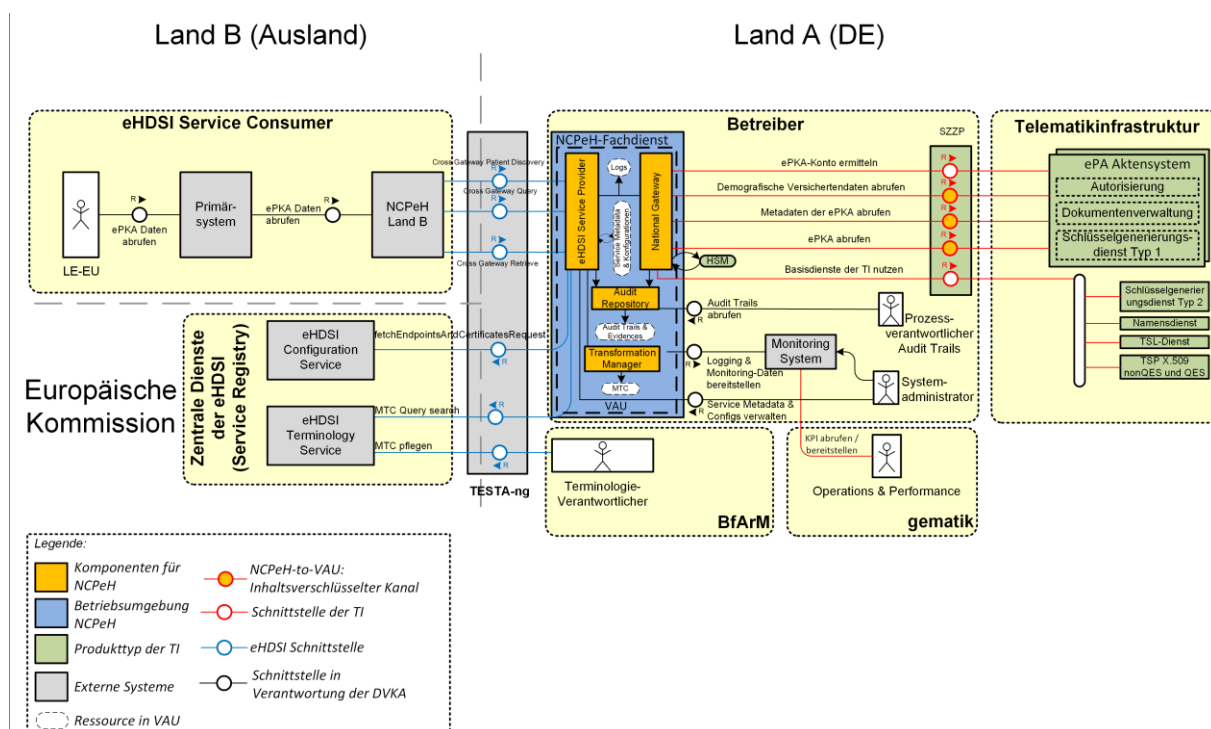 Land B (Ausland)
Land A (DE)
eHDSI Service Consumer
LE-EU
R
ePKA Daten
abrufen
Primär-
system
R
ePKA Daten
abrufen
NCPeH
Land B
Cross Gateway Patient Discovery
R
Cross Gateway Query
R
R
Cross Gateway Retrieve
Betreiber
NCPeH-Fachdienst
eHDSI Service Provider
Logs
Service Metadata
& Konfigurationen
National Gateway
HSM
Audit
Repository
Audit Trails &
Evidences
Transformation
Manager
MTC
VAU
SZZP
ePKA-Konto ermitteln
R
Demografische Versichertendaten abrufen
R
Metadaten der ePKA abrufen
R
ePKA abrufen
R
Basisdienste der TI nutzen
R
Audit Trails
abrufen
R
Prozess-
verantwortlicher
Audit Trails
Monitoring
System
R
Logging &
Monitoring-Daten
bereitstellen
System-
administrator
R
Service Metadata &
Configs verwalten
Telematikinfrastruktur
ePA Aktensystem
Autorisierung
Dokumentenverwaltung
Schlüsselgenerierungs-
dienst Typ 1
Schlüsselgenerier
ungsdienst Typ 2
Namensdienst
TSL-Dienst
TSP X.509
nonQES und QES
Europäische
Kommission
Zentrale Dienste
der eHDSI
(Service Registry)
eHDSI
Configuration
Service
fetchEndpointsAndCertificatesRequest
R
eHDSI
Terminology
Service
MTC Query search
R
MTC pflegen
R
TESTA-ng
Terminologie-
Verantwortlicher
BfArM
KPI abrufen /
bereitstellen
Operations & Performance
gematik
Legende:
Komponenten für
NCPeH
Betriebsumgebung
NCPeH
Produkttyp der TI
Externe Systeme
Ressource in VAU
NCPeH-to-VAU:
Inhaltsverschlüsselter Kanal
Schnittstelle der TI
eHDSI Schnittstelle
Schnittstelle in
Verantwortung der DVKA